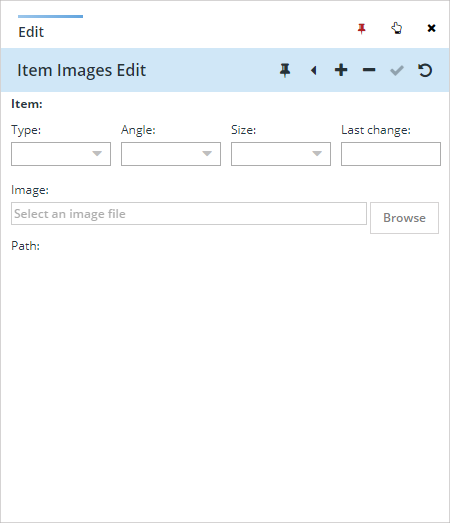 Edit
Item Images Edit
Item:
Type: Angle: Size: Last change:
Image:
Select an image file Browse
Path: